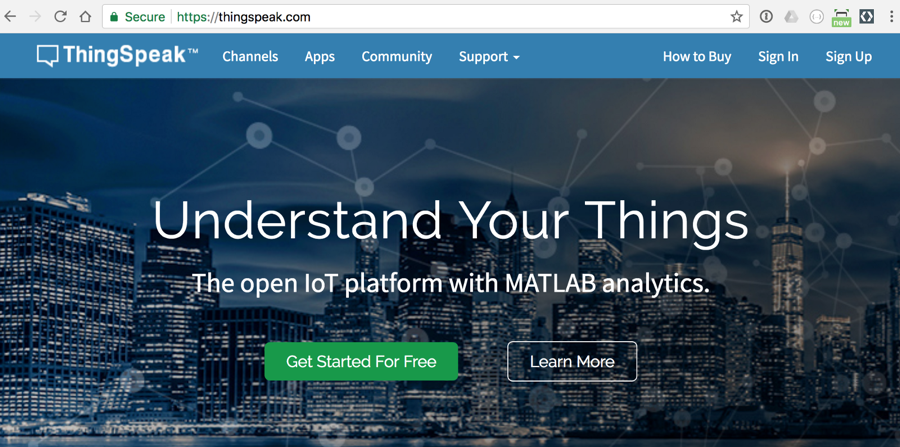 Secure https://thingspeak.com
new
ThingSpeak™ Channels Apps Community Support How to Buy Sign In Sign Up
Understand Your Things
The open IoT platform with MATLAB analytics.
Get Started For Free Learn More